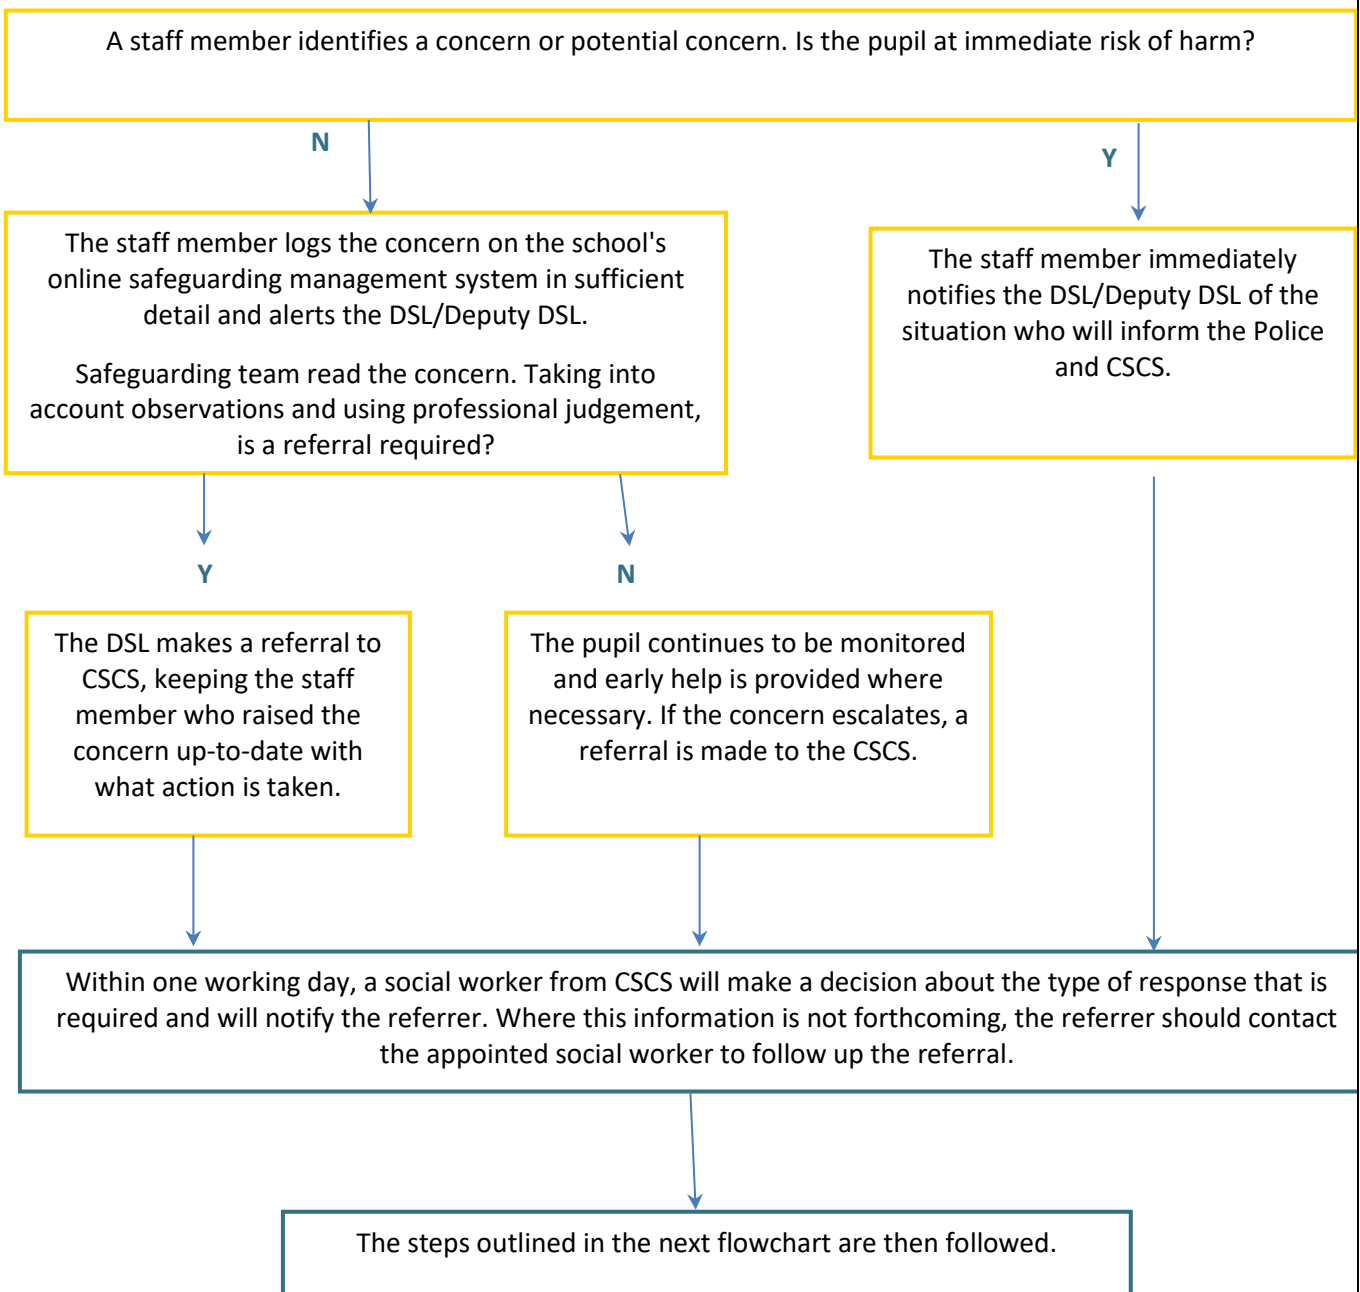 A staff member identifies a concern or potential concern. Is the pupil at immediate risk of harm?
N
Y
The staff member logs the concern on the school's
online safeguarding management system in sufficient
detail and alerts the DSL/Deputy DSL.
Safeguarding team read the concern. Taking into
account observations and using professional judgement,
is a referral required?
The staff member immediately
notifies the DSL/Deputy DSL of the
situation who will inform the Police
and CSCS.
Y
N
The DSL makes a referral to
CSCS, keeping the staff
member who raised the
concern up-to-date with
what action is taken.
The pupil continues to be monitored
and early help is provided where
necessary. If the concern escalates, a
referral is made to the CSCS.
Within one working day, a social worker from CSCS will make a decision about the type of response that is
required and will notify the referrer. Where this information is not forthcoming, the referrer should contact
the appointed social worker to follow up the referral.
The steps outlined in the next flowchart are then followed.